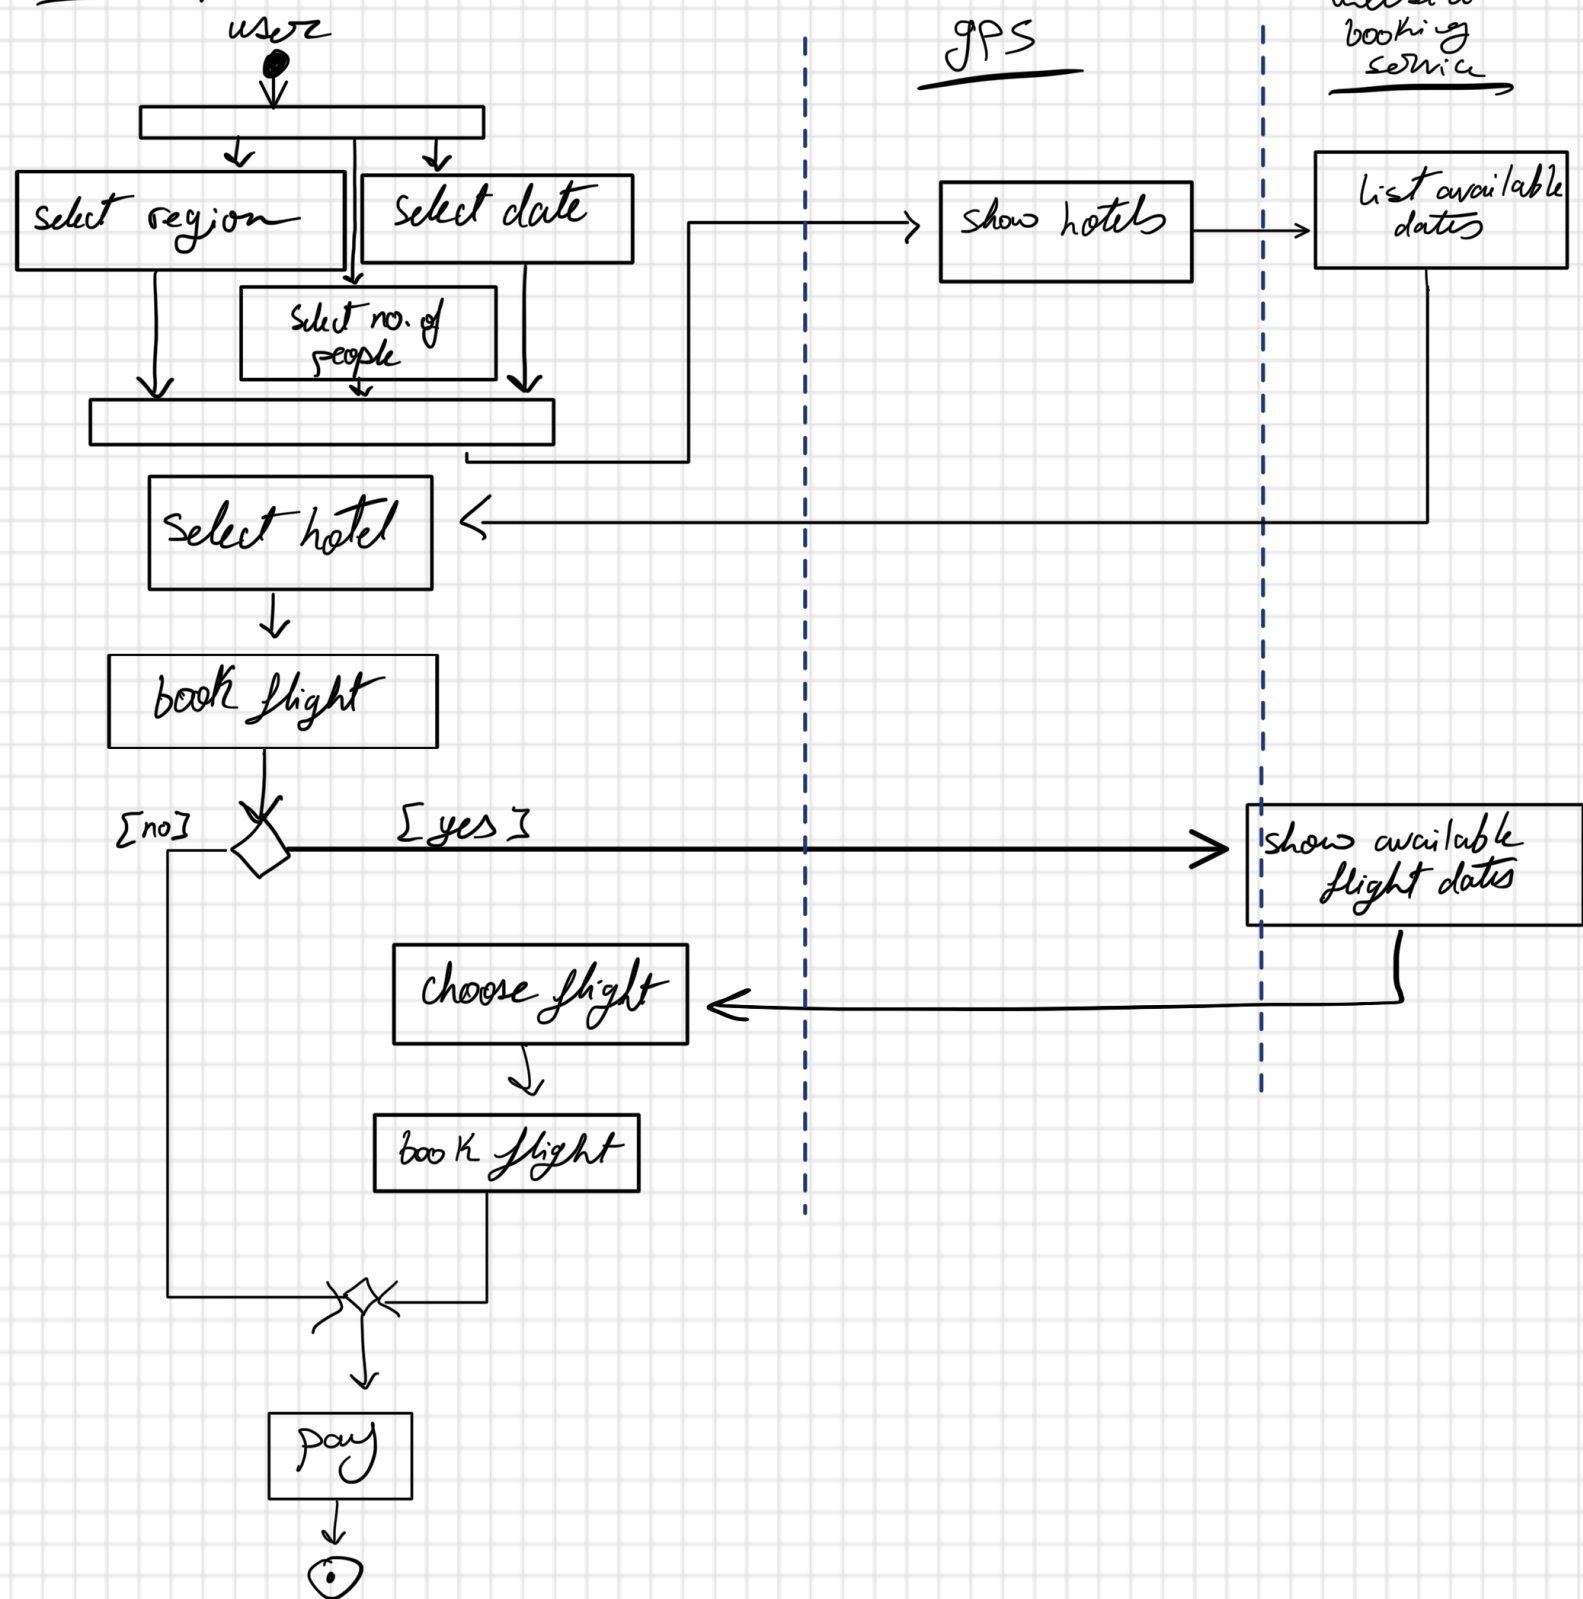 user
gps
booking
service
select region
select date
show hotels
list available
dates
select no. of
people
select hotel
book flight
[no]
[yes]
show available
flight dates
choose flight
book flight
pay